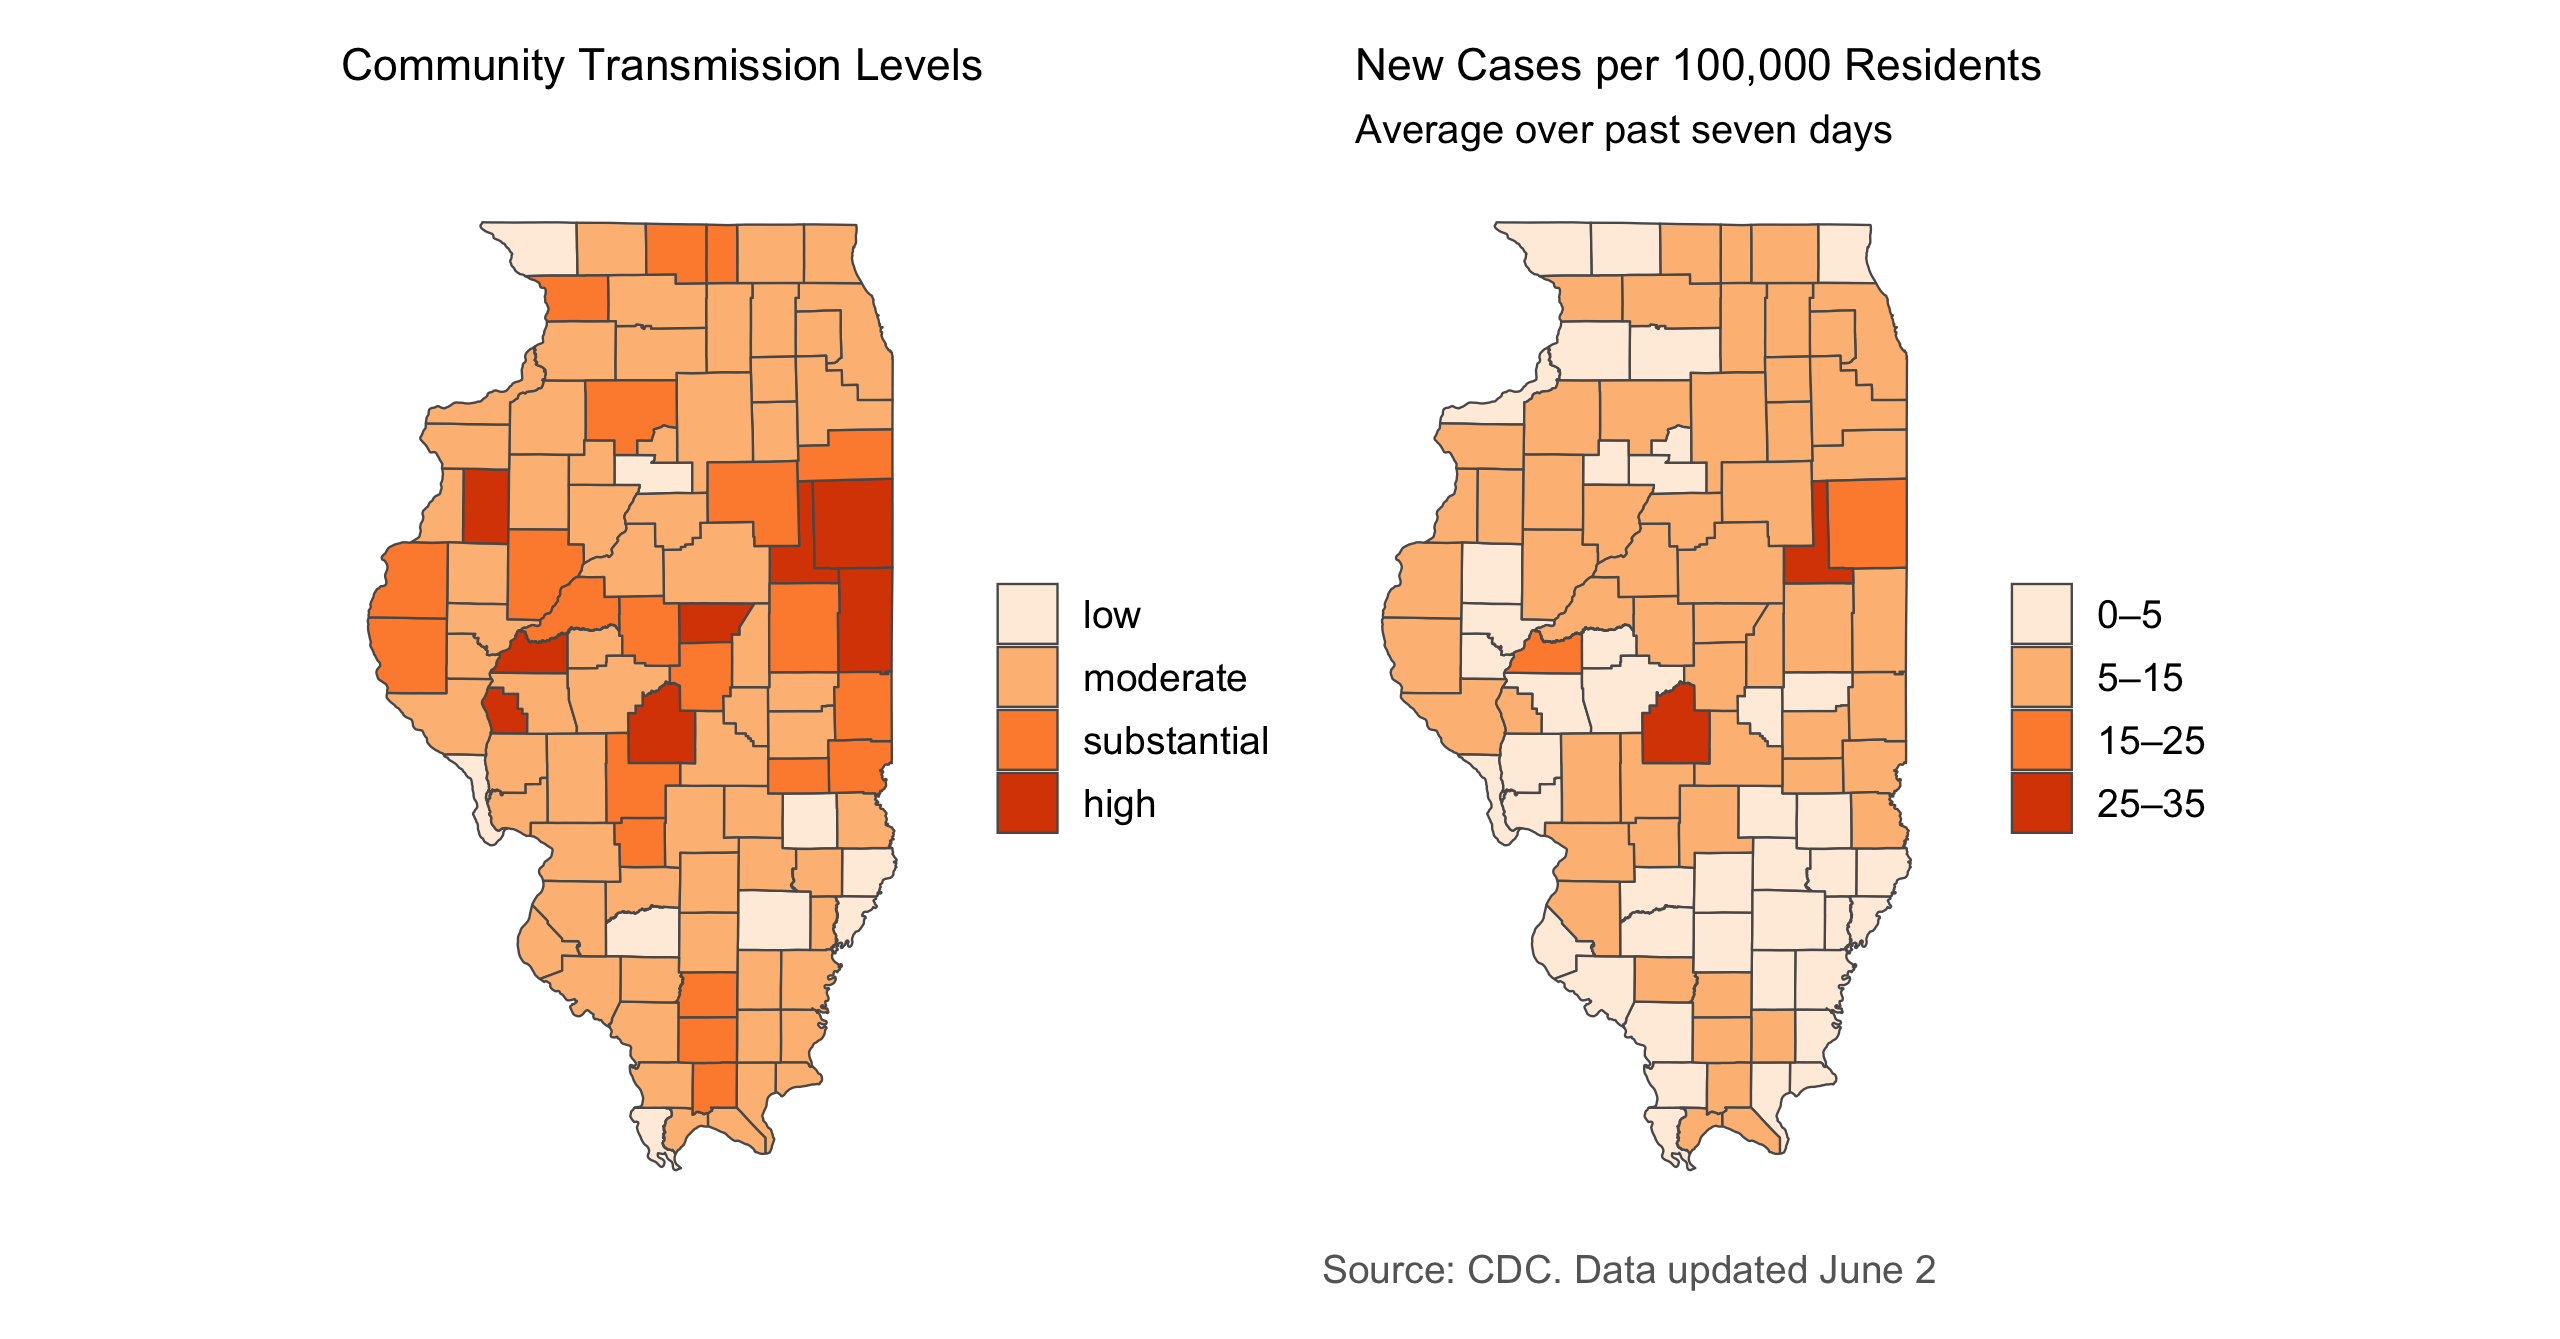 Community Transmission Levels
low
moderate
substantial
high
New Cases per 100,000 Residents
Average over past seven days
0–5
5–15
15–25
25–35
Source: CDC. Data updated June 2